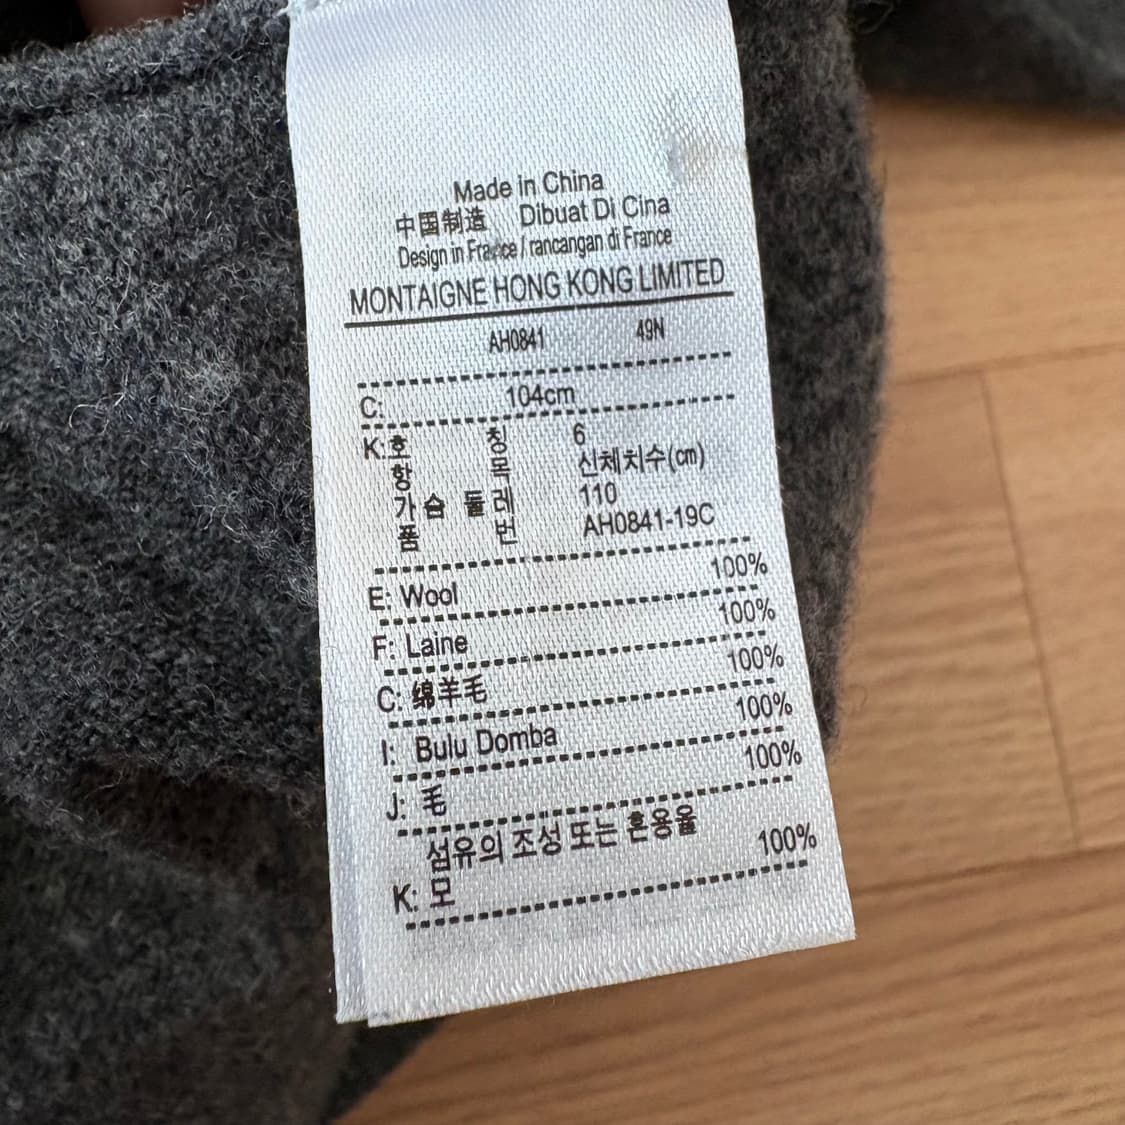 Made in China
中国制造 Dibuat Di Cina
Design in France / rancangan di France
MONTAIGNE HONG KONG LIMITED
AH0841 49N
C: 104cm
K: 호 칭 6
항 목 신체치수(cm)
가 슴 둘 레 110
품 번 AH0841-19C
E: Wool 100%
F: Laine 100%
C: 绵羊毛 100%
I: Bulu Domba 100%
J: 毛 100%
섬유의 조성 또는 혼용율
K: 모 100%